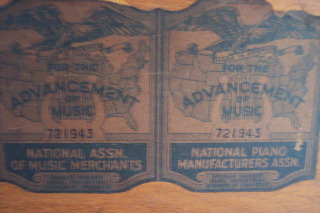 FOR THE
ADVANCEMENT
OF
MUSIC
721943
NATIONAL ASSN.
OF MUSIC MERCHANTS
FOR THE
ADVANCEMENT
OF
MUSIC
721943
NATIONAL PIANO
MANUFACTURERS ASSN.